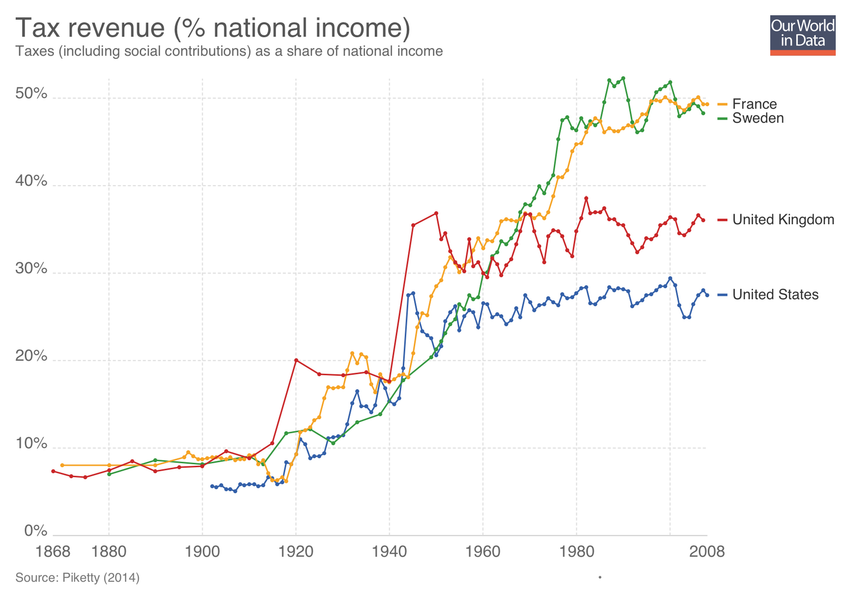 Tax revenue (% national income)
Taxes (including social contributions) as a share of national income
Our World
in Data
50%
40%
30%
20%
10%
0%
France
Sweden
United Kingdom
United States
1868 1880 1900 1920 1940 1960 1980 2008
Source: Piketty (2014)